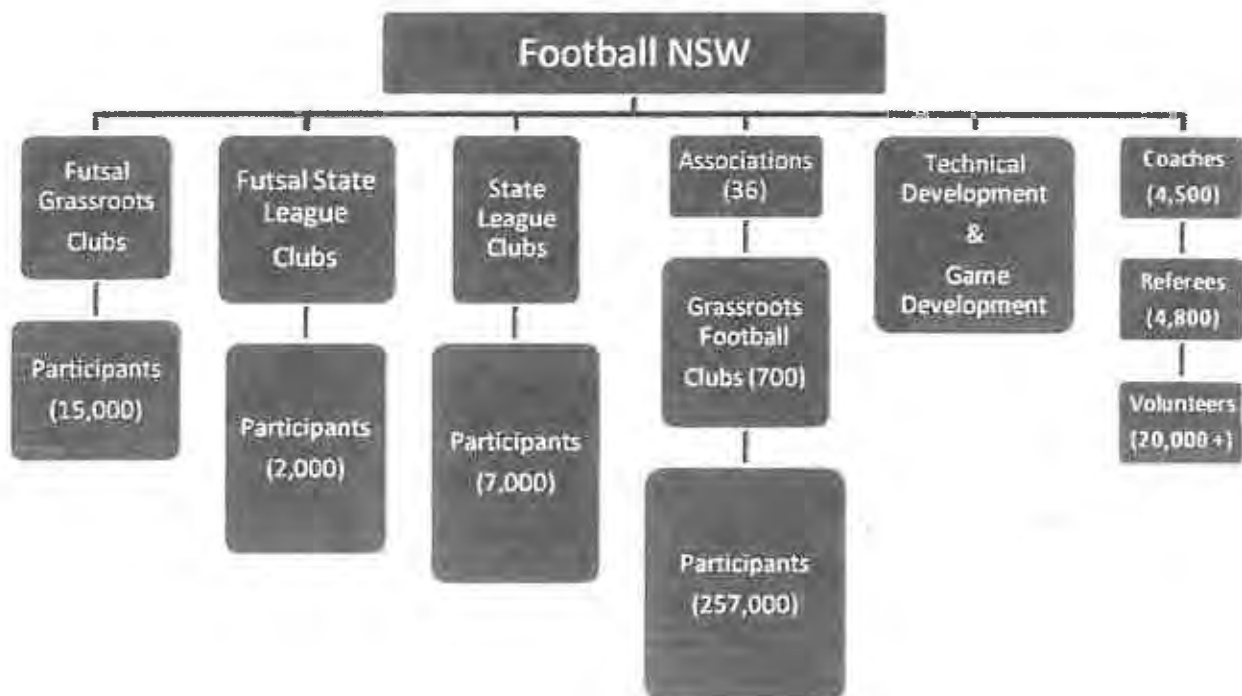 Football NSW
Futsal
Grassroots
Clubs
Participants
(15,000)
Futsal State
League
Clubs
Participants
(2,000)
State
League
Clubs
Participants
(7,000)
Associations
(36)
Grassroots
Football
Clubs (700)
Participants
(257,000)
Technical
Development
&
Game
Development
Coaches
(4,500)
Referees
(4,800)
Volunteers
(20,000+)